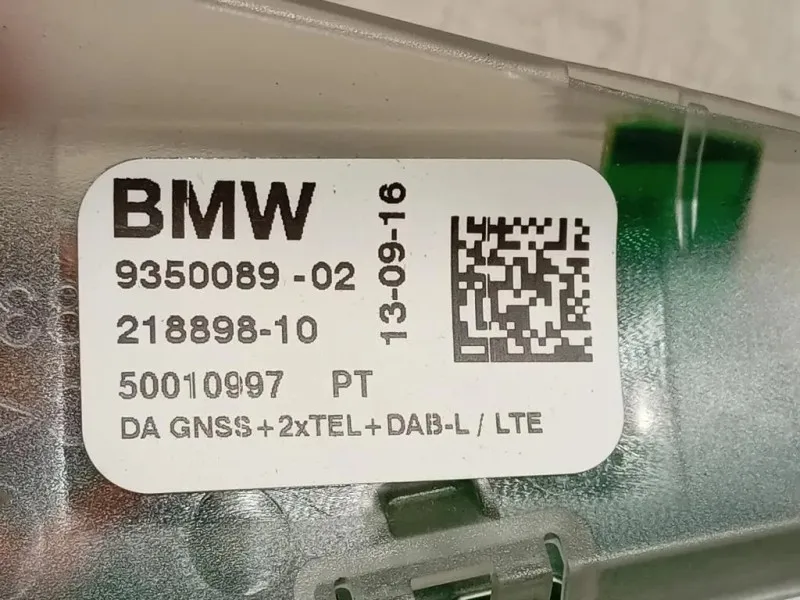 BMW
9350089-02
218898-10
50010997 PT
DA GNSS+2xTEL+DAB-L / LTE
13-09-16